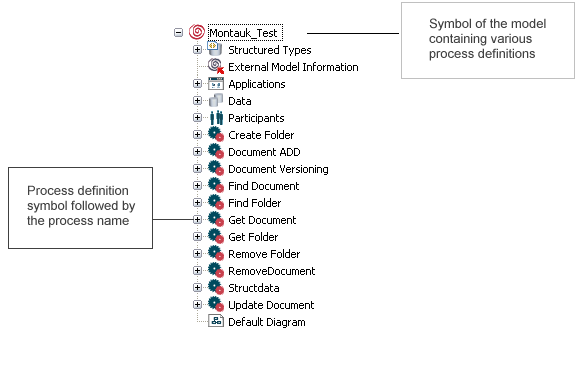 Montauk_Test
Symbol of the model
containing various
process definitions
Structured Types
External Model Information
Applications
Data
Participants
Create Folder
Document ADD
Document Versioning
Find Document
Find Folder
Process definition
symbol followed by
the process name
Get Document
Get Folder
Remove Folder
RemoveDocument
Structdata
Update Document
Default Diagram